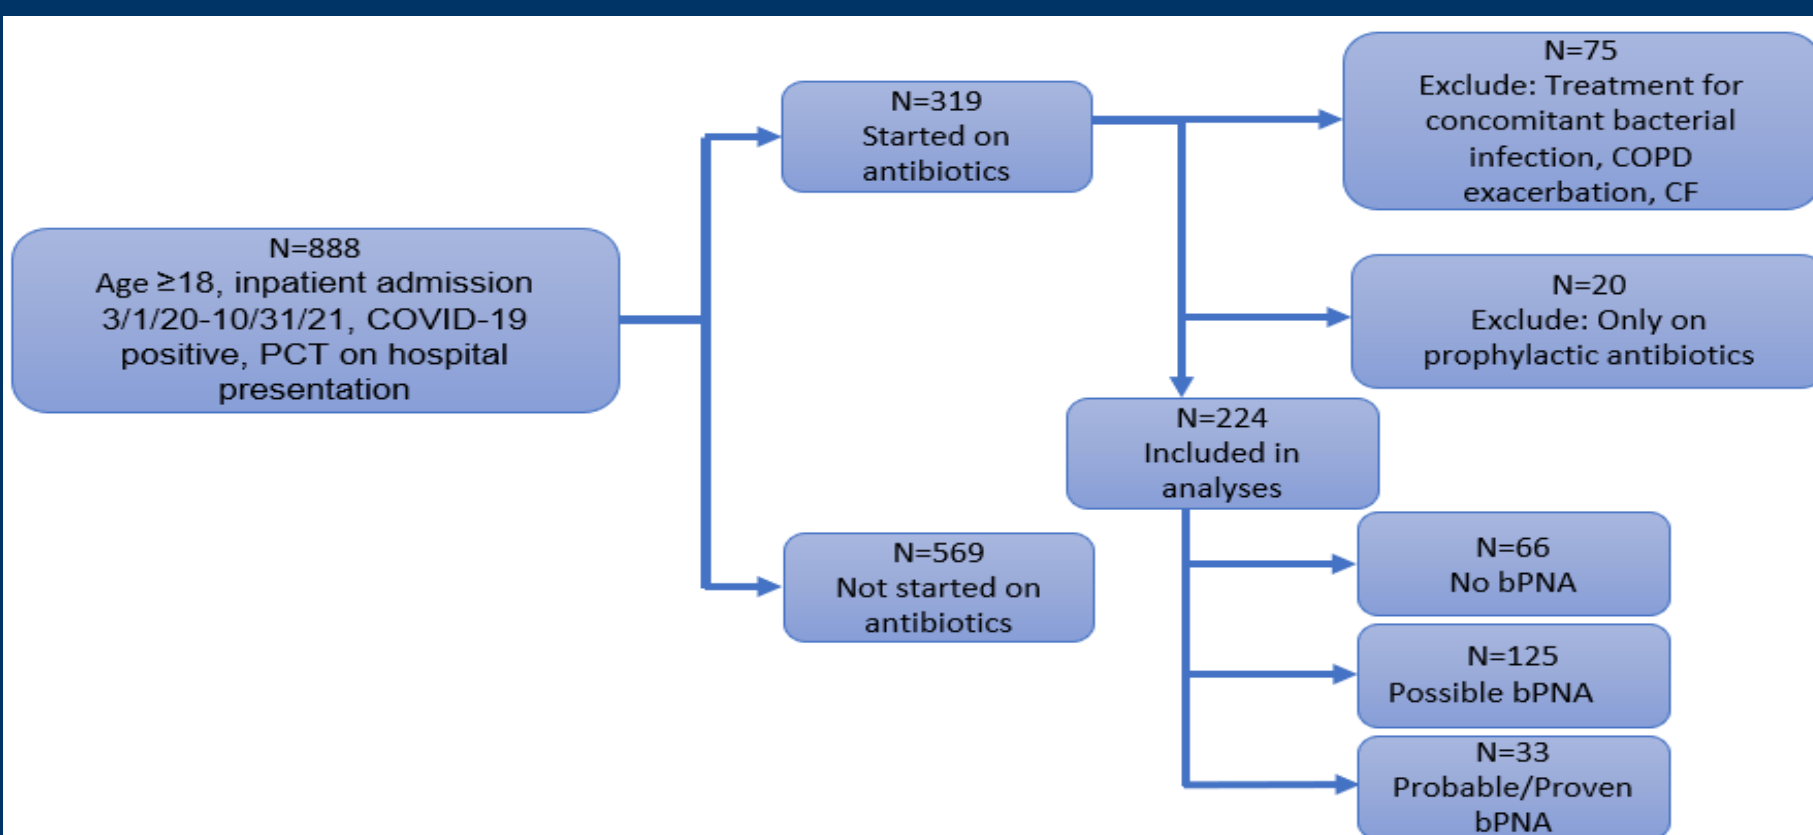 N=888
Age ≥18, inpatient admission
3/1/20-10/31/21, COVID-19
positive, PCT on hospital
presentation
N=319
Started on
antibiotics
N=569
Not started on
antibiotics
N=75
Exclude: Treatment for
concomitant bacterial
infection, COPD
exacerbation, CF
N=20
Exclude: Only on
prophylactic antibiotics
N=224
Included in
analyses
N=66
No bPNA
N=125
Possible bPNA
N=33
Probable/Proven
bPNA